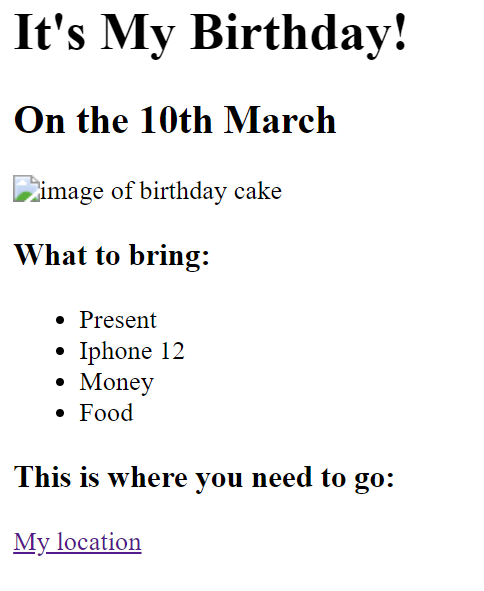 It's My Birthday!
On the 10th March
image of birthday cake
What to bring:
Present
Iphone 12
Money
Food
This is where you need to go:
My location